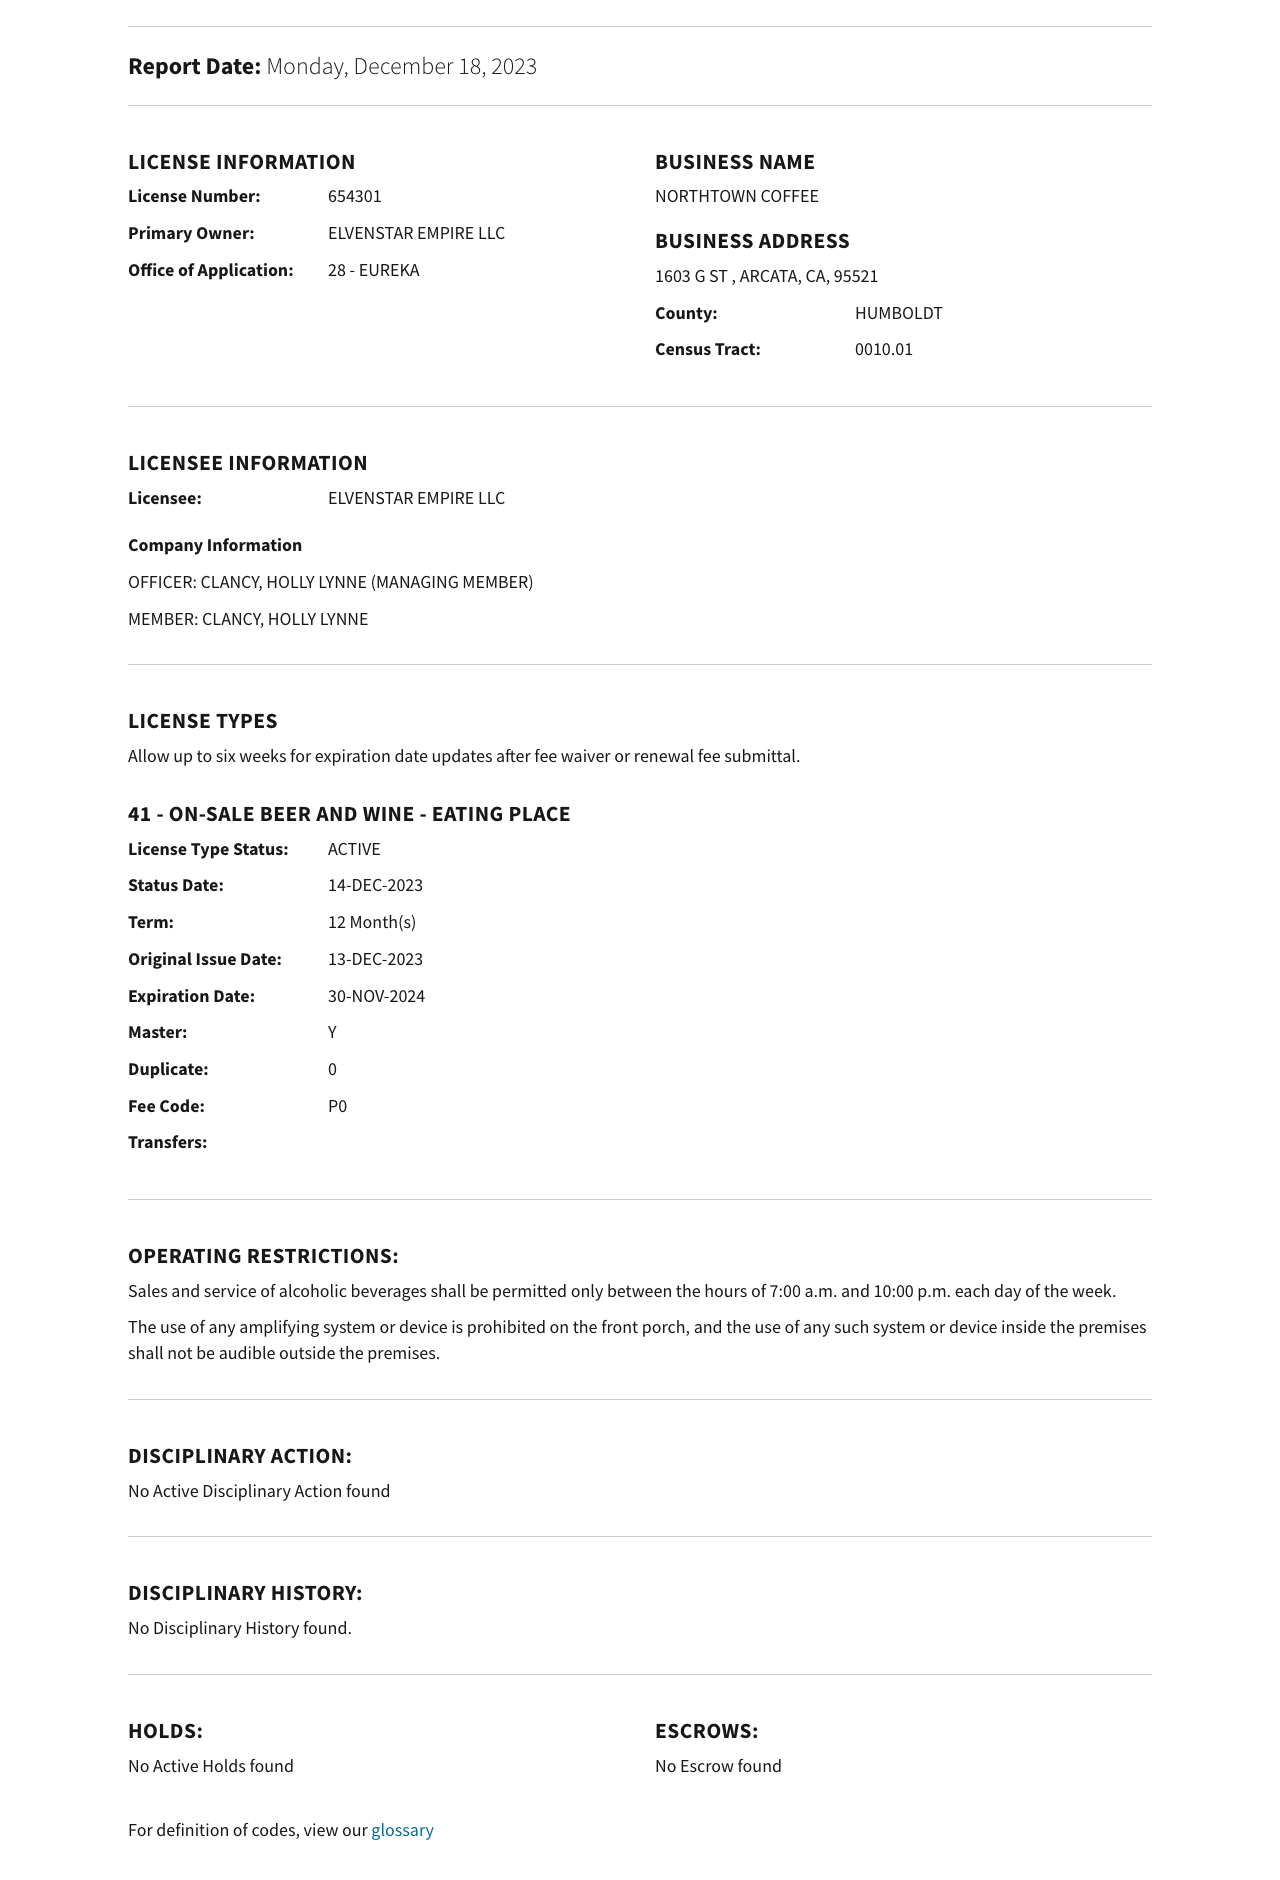 Report Date: Monday, December 18, 2023
LICENSE INFORMATION
License Number: 654301
Primary Owner: ELVENSTAR EMPIRE LLC
Office of Application: 28 - EUREKA
BUSINESS NAME
NORTHTOWN COFFEE
BUSINESS ADDRESS
1603 G ST , ARCATA, CA, 95521
County: HUMBOLDT
Census Tract: 0010.01
LICENSEE INFORMATION
Licensee: ELVENSTAR EMPIRE LLC
Company Information
OFFICER: CLANCY, HOLLY LYNNE (MANAGING MEMBER)
MEMBER: CLANCY, HOLLY LYNNE
LICENSE TYPES
Allow up to six weeks for expiration date updates after fee waiver or renewal fee submittal.
41 - ON-SALE BEER AND WINE - EATING PLACE
License Type Status: ACTIVE
Status Date: 14-DEC-2023
Term: 12 Month(s)
Original Issue Date: 13-DEC-2023
Expiration Date: 30-NOV-2024
Master: Y
Duplicate: 0
Fee Code: P0
Transfers:
OPERATING RESTRICTIONS:
Sales and service of alcoholic beverages shall be permitted only between the hours of 7:00 a.m. and 10:00 p.m. each day of the week.
The use of any amplifying system or device is prohibited on the front porch, and the use of any such system or device inside the premises
shall not be audible outside the premises.
DISCIPLINARY ACTION:
No Active Disciplinary Action found
DISCIPLINARY HISTORY:
No Disciplinary History found.
HOLDS:
No Active Holds found
ESCROWS:
No Escrow found
For definition of codes, view our glossary